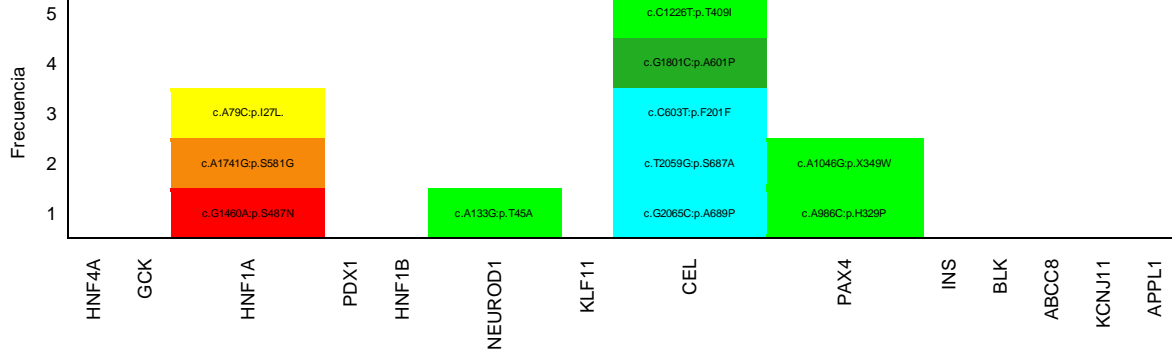 5
c.C1226T:p.T409I
4
c.G1801C:p.A601P
3
c.A79C:p.I27L.
c.C603T:p.F201F
2
c.A1741G:p.S581G
c.T2059G:p.S687A
c.A1046G:p.X349W
1
c.G1460A:p.S487N
c.A133G:p.T45A
c.G2065C:p.A689P
c.A986C:p.H329P
Frecuencia
HNF4A
GCK
HNF1A
PDX1
HNF1B
NEUROD1
KLF11
CEL
PAX4
INS
BLK
ABCC8
KCNJ11
APPL1